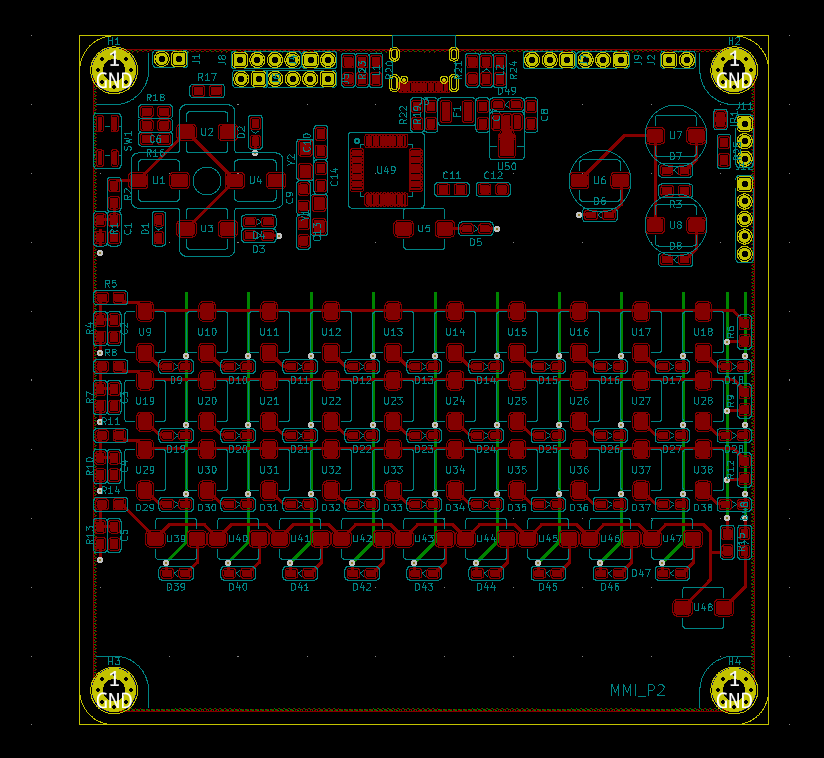 H1 J1 J8 R23 L1 R20 R21 L2 R24 J9 J2 H2
1 1
GND GND
R17
R18 U2 D2 C10 R22 R19 F1 D49 C8 J11
SW1 C6 U7
R16 Y2 U49 U50 D7
U1 U4 C14 C11 C12 U6
R2 C9 D6 D3
R1 C1 D1 U3 D4 C13 U5 D5 U8
D3 D8
R5
R4 C2 U9 U10 U11 U12 U13 U14 U15 U16 U17 U18 R6
R8 D9 D10 D11 D12 D13 D14 D15 D16 D17 D18
R7 C3 U19 U20 U21 U22 U23 U24 U25 U26 U27 U28 R9
R11 D19 D20 D21 D22 D23 D24 D25 D26 D27 D28
R10 C4 U29 U30 U31 U32 U33 U34 U35 U36 U37 U38 R12
R14 D29 D30 D31 D32 D33 D34 D35 D36 D37 D38
R13 C5 U39 U40 U41 U42 U43 U44 U45 U46 U47 R15
D39 D40 D41 D42 D43 D44 D45 D46 D47
U48
H3 H4
1 1
GND MMI_P2 GND